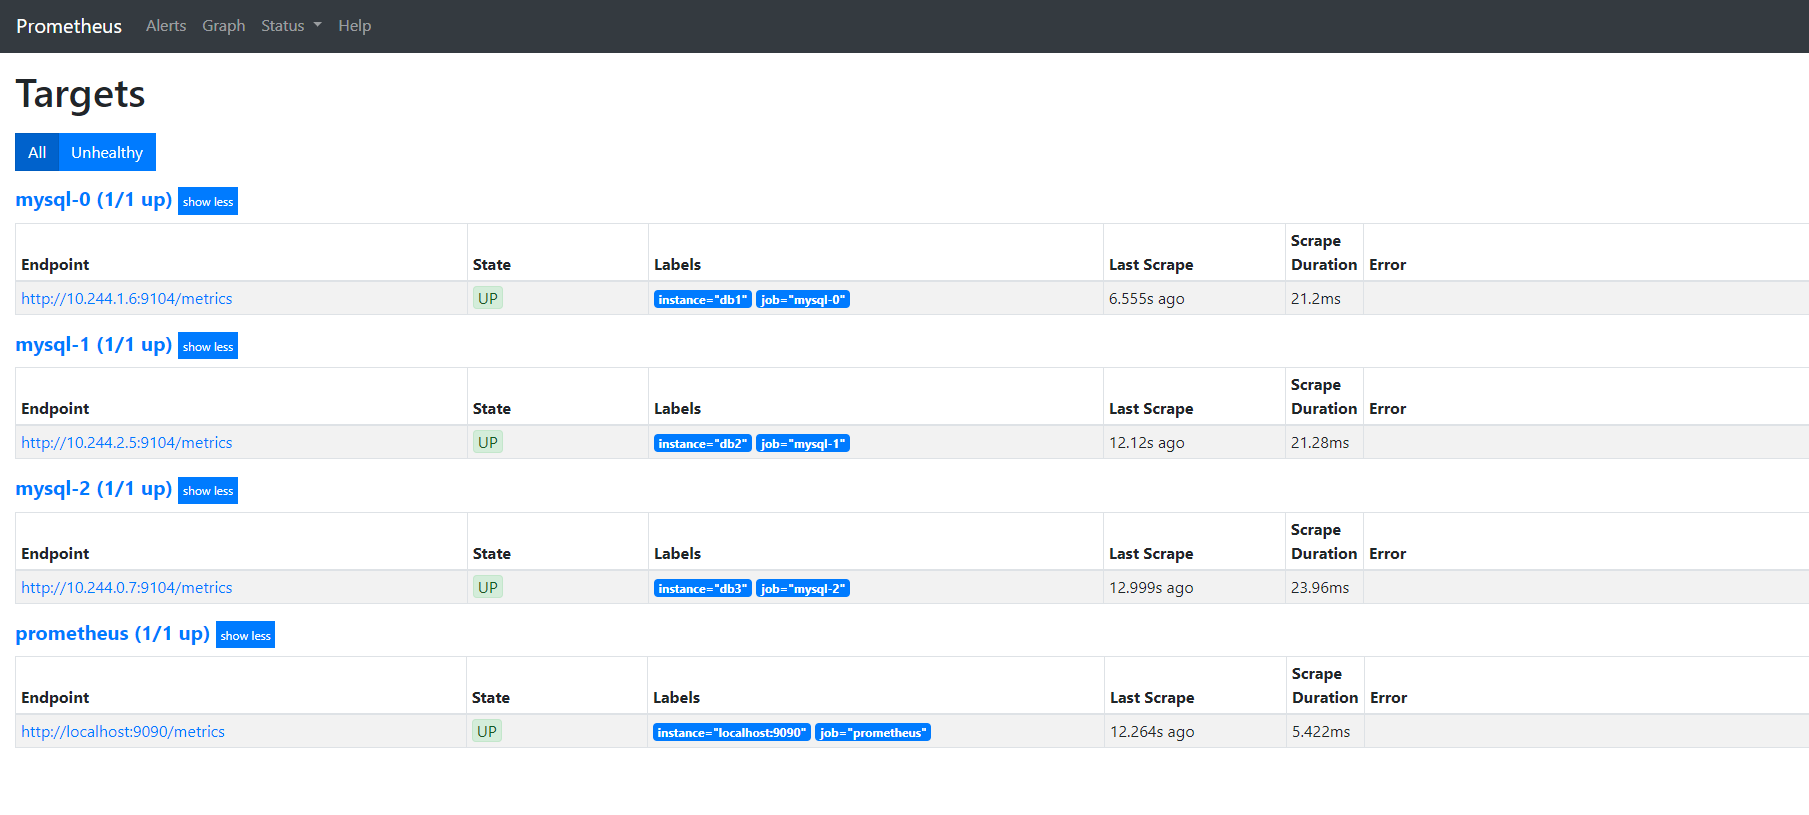 Prometheus Alerts Graph Status Help
Targets
All Unhealthy
mysql-0 (1/1 up) show less
Endpoint State Labels Last Scrape Scrape Duration Error
http://10.244.1.6:9104/metrics UP instance="db1" job="mysql-0" 6.555s ago 21.2ms
mysql-1 (1/1 up) show less
Endpoint State Labels Last Scrape Scrape Duration Error
http://10.244.2.5:9104/metrics UP instance="db2" job="mysql-1" 12.12s ago 21.28ms
mysql-2 (1/1 up) show less
Endpoint State Labels Last Scrape Scrape Duration Error
http://10.244.0.7:9104/metrics UP instance="db3" job="mysql-2" 12.999s ago 23.96ms
prometheus (1/1 up) show less
Endpoint State Labels Last Scrape Scrape Duration Error
http://localhost:9090/metrics UP instance="localhost:9090" job="prometheus" 12.264s ago 5.422ms